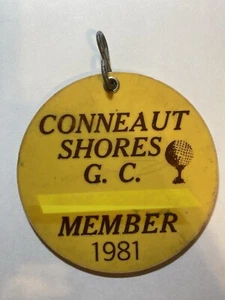 CONNEAUT
SHORES
G. C.
MEMBER
1981